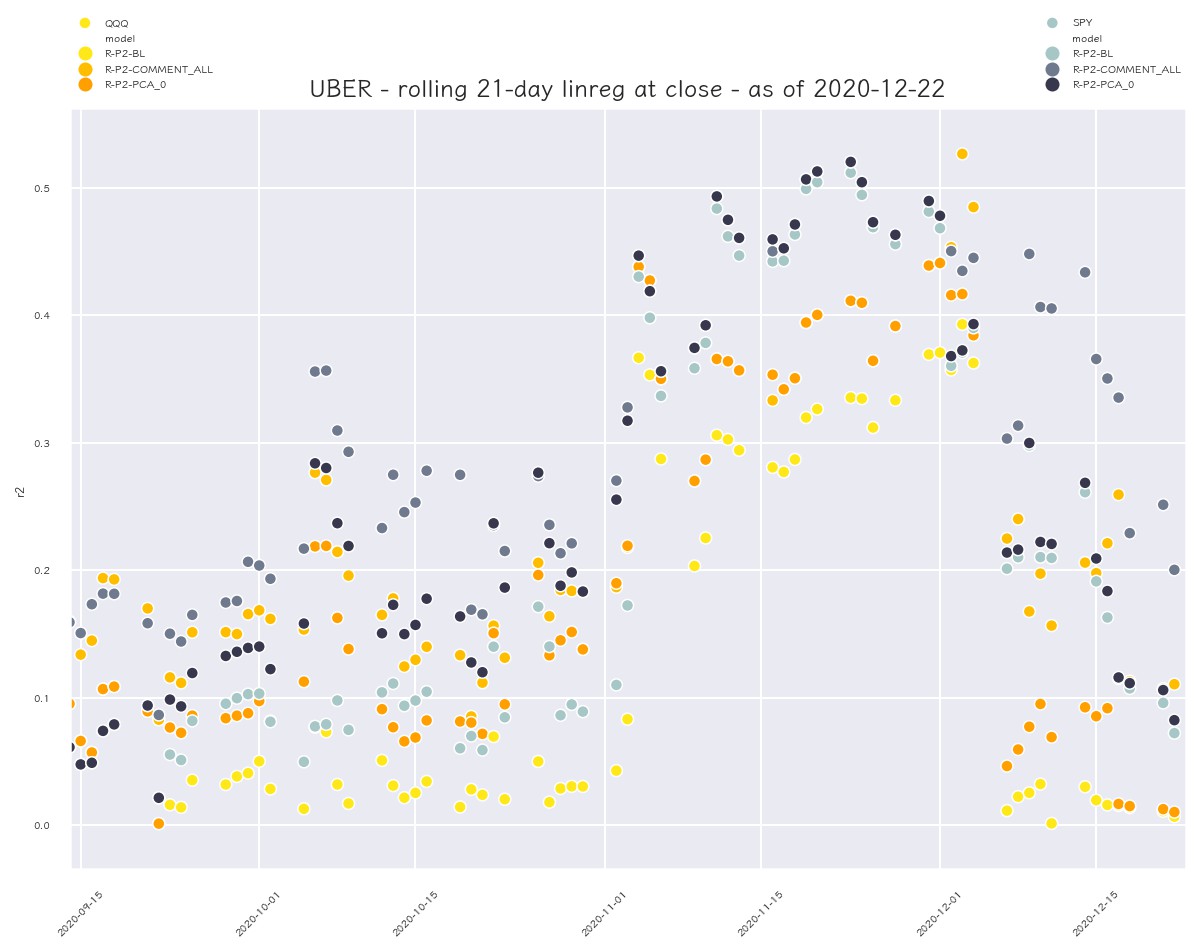 QQQ
model
R-P2-BL
R-P2-COMMENT_ALL
R-P2-PCA_0
SPY
model
R-P2-BL
R-P2-COMMENT_ALL
R-P2-PCA_0
UBER - rolling 21-day linreg at close - as of 2020-12-22
r2
0.5
0.4
0.3
0.2
0.1
0.0
2020-09-15
2020-10-01
2020-10-15
2020-11-01
2020-11-15
2020-12-01
2020-12-15